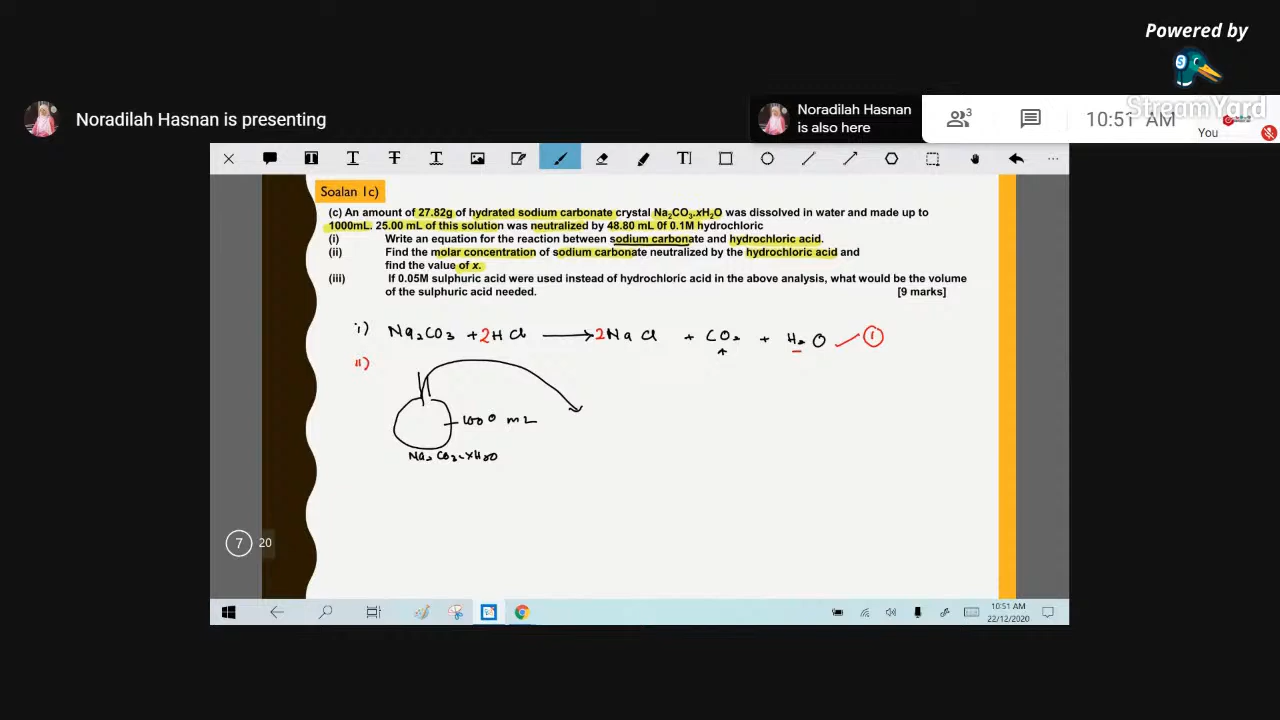 Powered by
StreamYard
Noradilah Hasnan is presenting
Noradilah Hasnan
is also here
3
10:51 AM
You
Soalan 1c)
(c) An amount of 27.82g of hydrated sodium carbonate crystal Na₂CO₃.xH₂O was dissolved in water and made up to
1000mL. 25.00 mL of this solution was neutralized by 48.80 mL 0f 0.1M hydrochloric
(i) Write an equation for the reaction between sodium carbonate and hydrochloric acid.
(ii) Find the molar concentration of sodium carbonate neutralized by the hydrochloric acid and
find the value of x.
(iii) If 0.05M sulphuric acid were used instead of hydrochloric acid in the above analysis, what would be the volume
of the sulphuric acid needed. [9 marks]
i) Na₂CO₃ + 2HCl ⟶ 2NaCl + CO₂ + H₂O ✓ ①
ii)
1000 mL
Na₂CO₃.xH₂O
7 20
10:51 AM
22/12/2020